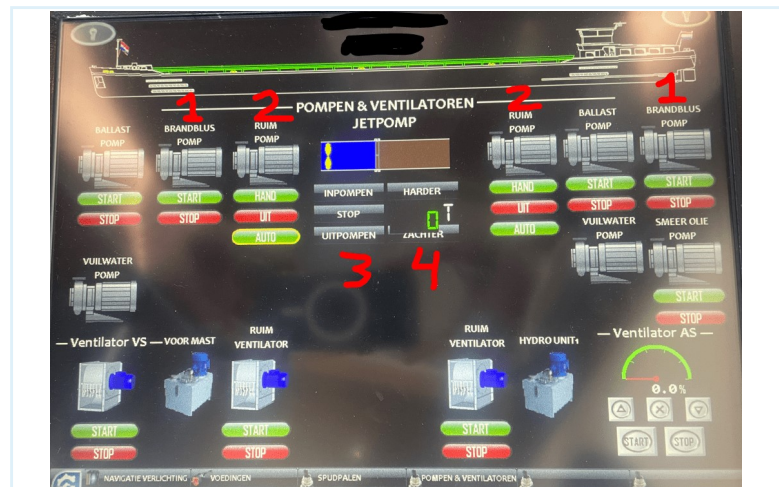 1
2
2
1
POMPEN & VENTILATOREN
JETPOMP
BALLAST
POMP
START
STOP
BRANDBLUS
POMP
START
STOP
RUIM
POMP
HAND
UIT
AUTO
INPOMPEN
HARDER
STOP
0 T
UITPOMPEN
ZACHTER
3
4
RUIM
POMP
HAND
UIT
AUTO
BALLAST
POMP
START
STOP
BRANDBLUS
POMP
START
STOP
VUILWATER
POMP
SMEER OLIE
POMP
START
STOP
VUILWATER
POMP
Ventilator VS
START
STOP
VOOR MAST
RUIM
VENTILATOR
START
STOP
RUIM
VENTILATOR
START
STOP
HYDRO UNIT1
Ventilator AS
0.0%
START
STOP
NAVIGATIE VERLICHTING
VOEDINGEN
SPUDPALEN
POMPEN & VENTILATOREN